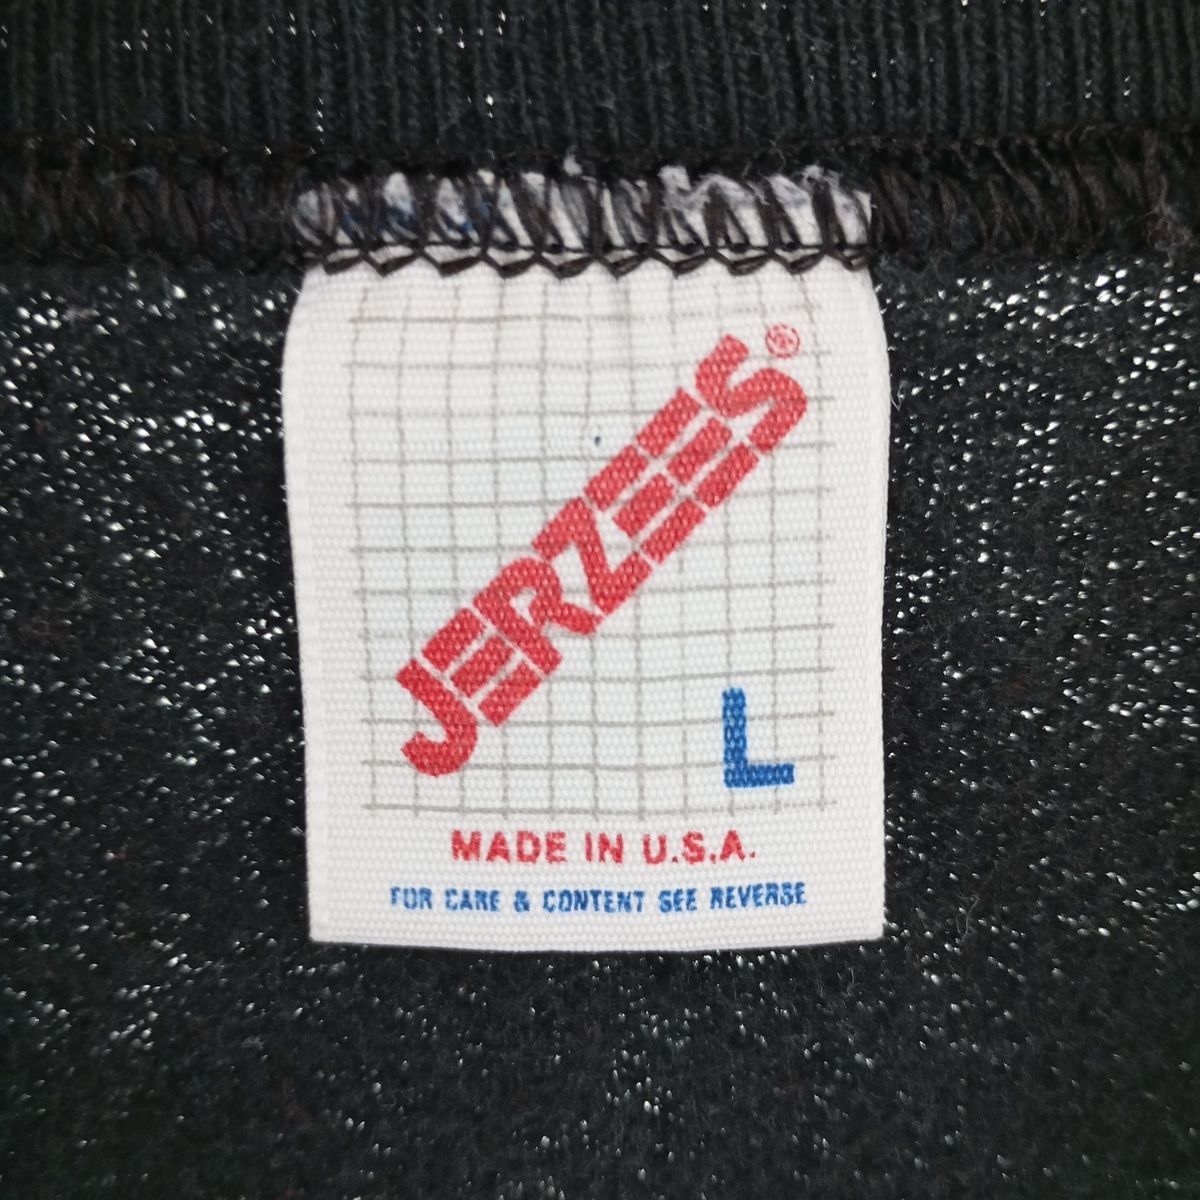 JERZEES®
L
MADE IN U.S.A.
FOR CARE & CONTENT SEE REVERSE